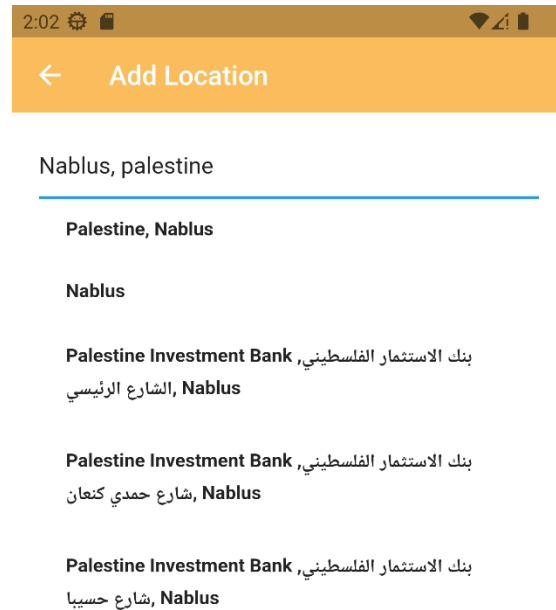 2:02
Add Location
Nablus, palestine
Palestine, Nablus
Nablus
Palestine Investment Bank ,بنك الاستثمار الفلسطيني
الشارع الرئيسي, Nablus
Palestine Investment Bank ,بنك الاستثمار الفلسطيني
شارع حمدي كنعان, Nablus
Palestine Investment Bank ,بنك الاستثمار الفلسطيني
شارع حسيبا, Nablus